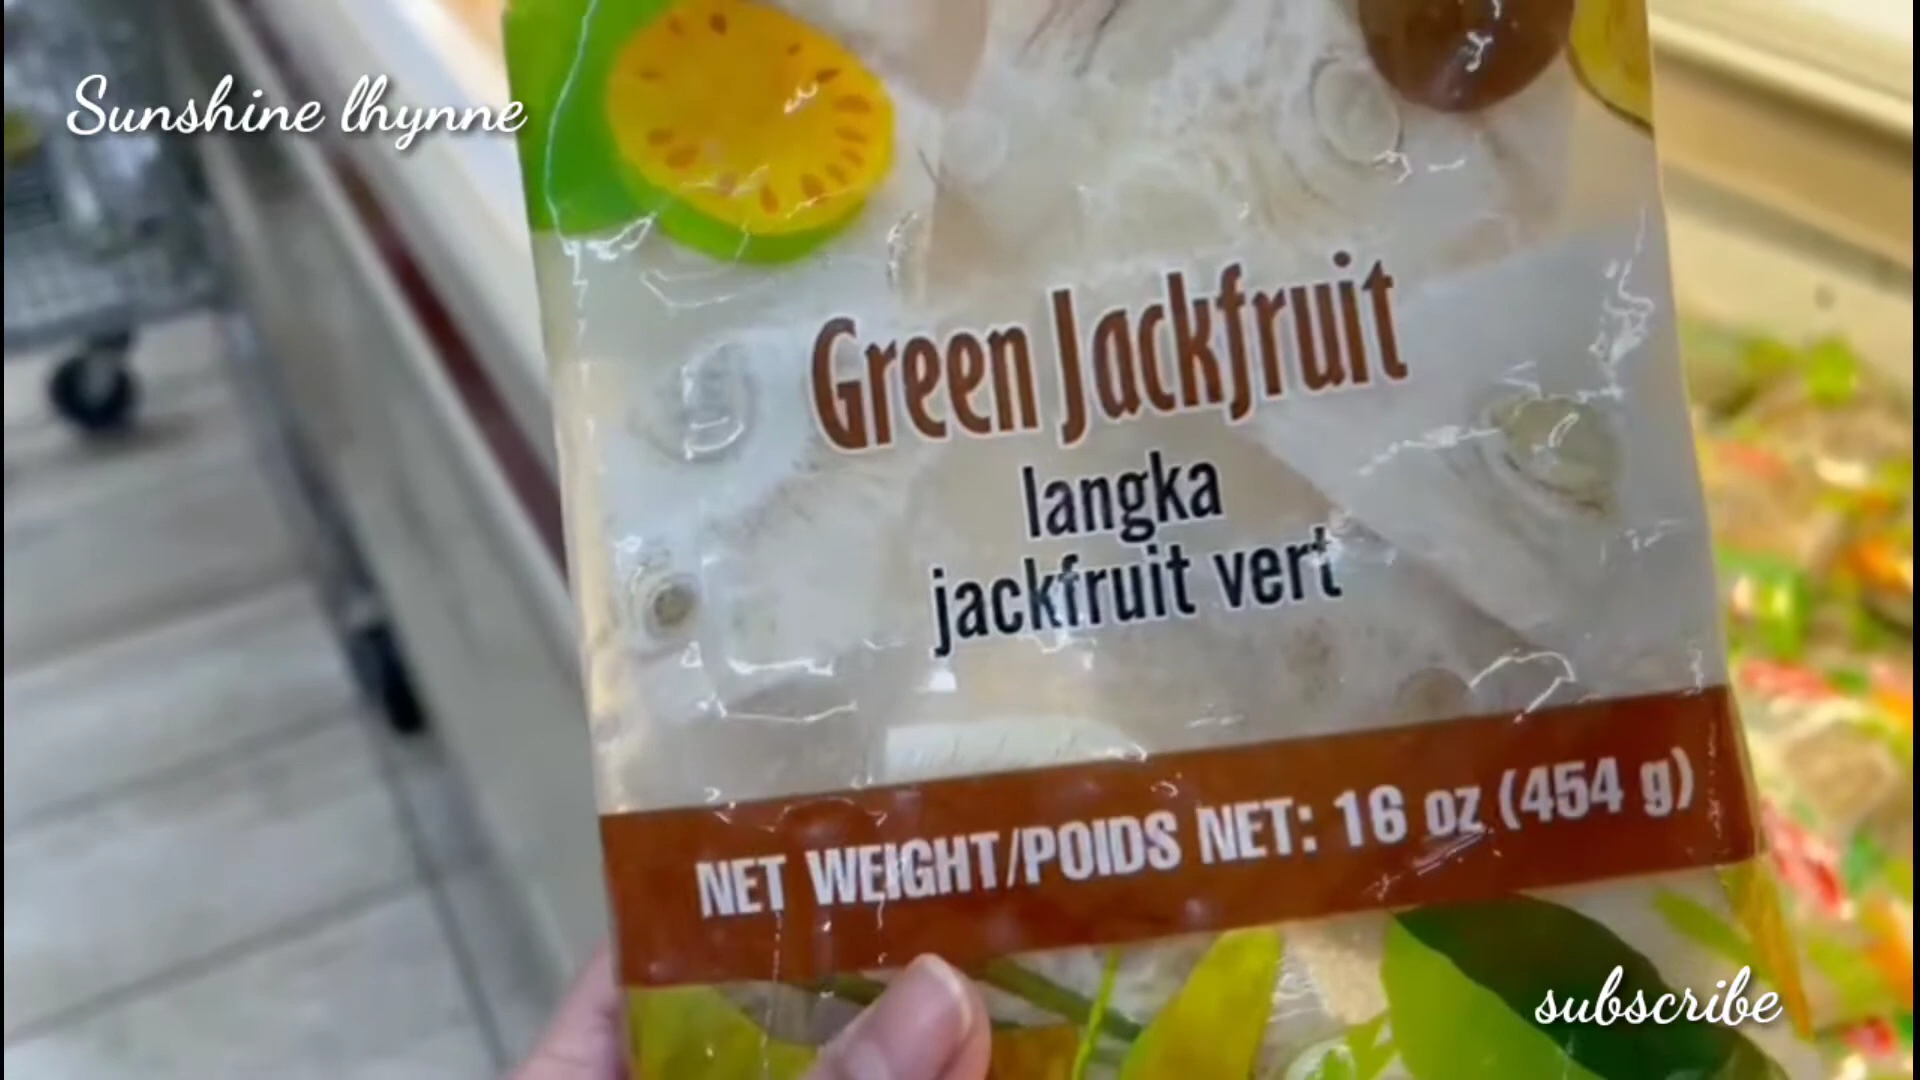 Sunshine lhynne
Green Jackfruit
langka
jackfruit vert
NET WEIGHT/POIDS NET: 16 oz (454 g)
subscribe